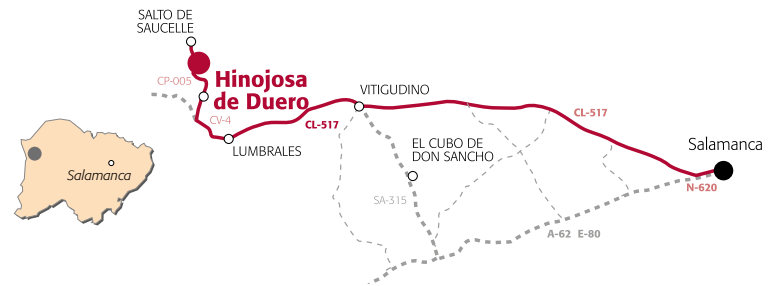 SALTO DE
SAUCELLE
CP-005
Hinojosa
de Duero
CV-4
LUMBRALES
CL-517
VITIGUDINO
EL CUBO DE
DON SANCHO
SA-315
CL-517
Salamanca
N-620
A-62 E-80
Salamanca